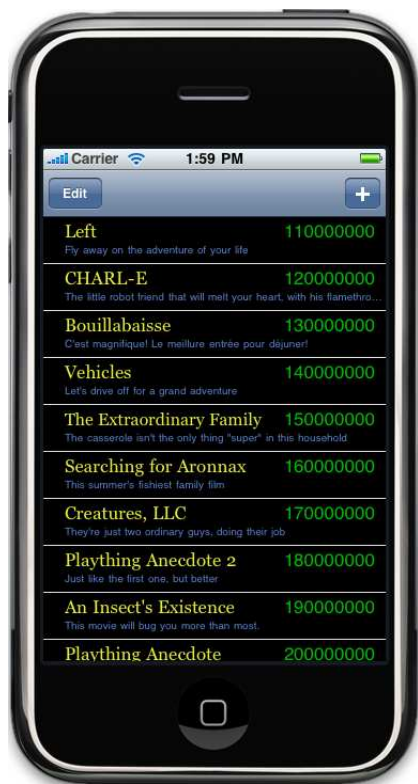 Carrier 1:59 PM
Edit +
Left 110000000
Fly away on the adventure of your life
CHARL-E 120000000
The little robot friend that will melt your heart, with his flamethro...
Bouillabaisse 130000000
C'est magnifique! Le meillure entrée pour déjuner!
Vehicles 140000000
Let's drive off for a grand adventure
The Extraordinary Family 150000000
The casserole isn't the only thing "super" in this household
Searching for Aronnax 160000000
This summer's fishiest family film
Creatures, LLC 170000000
They're just two ordinary guys, doing their job
Plaything Anecdote 2 180000000
Just like the first one, but better
An Insect's Existence 190000000
This movie will bug you more than most.
Plaything Anecdote 200000000